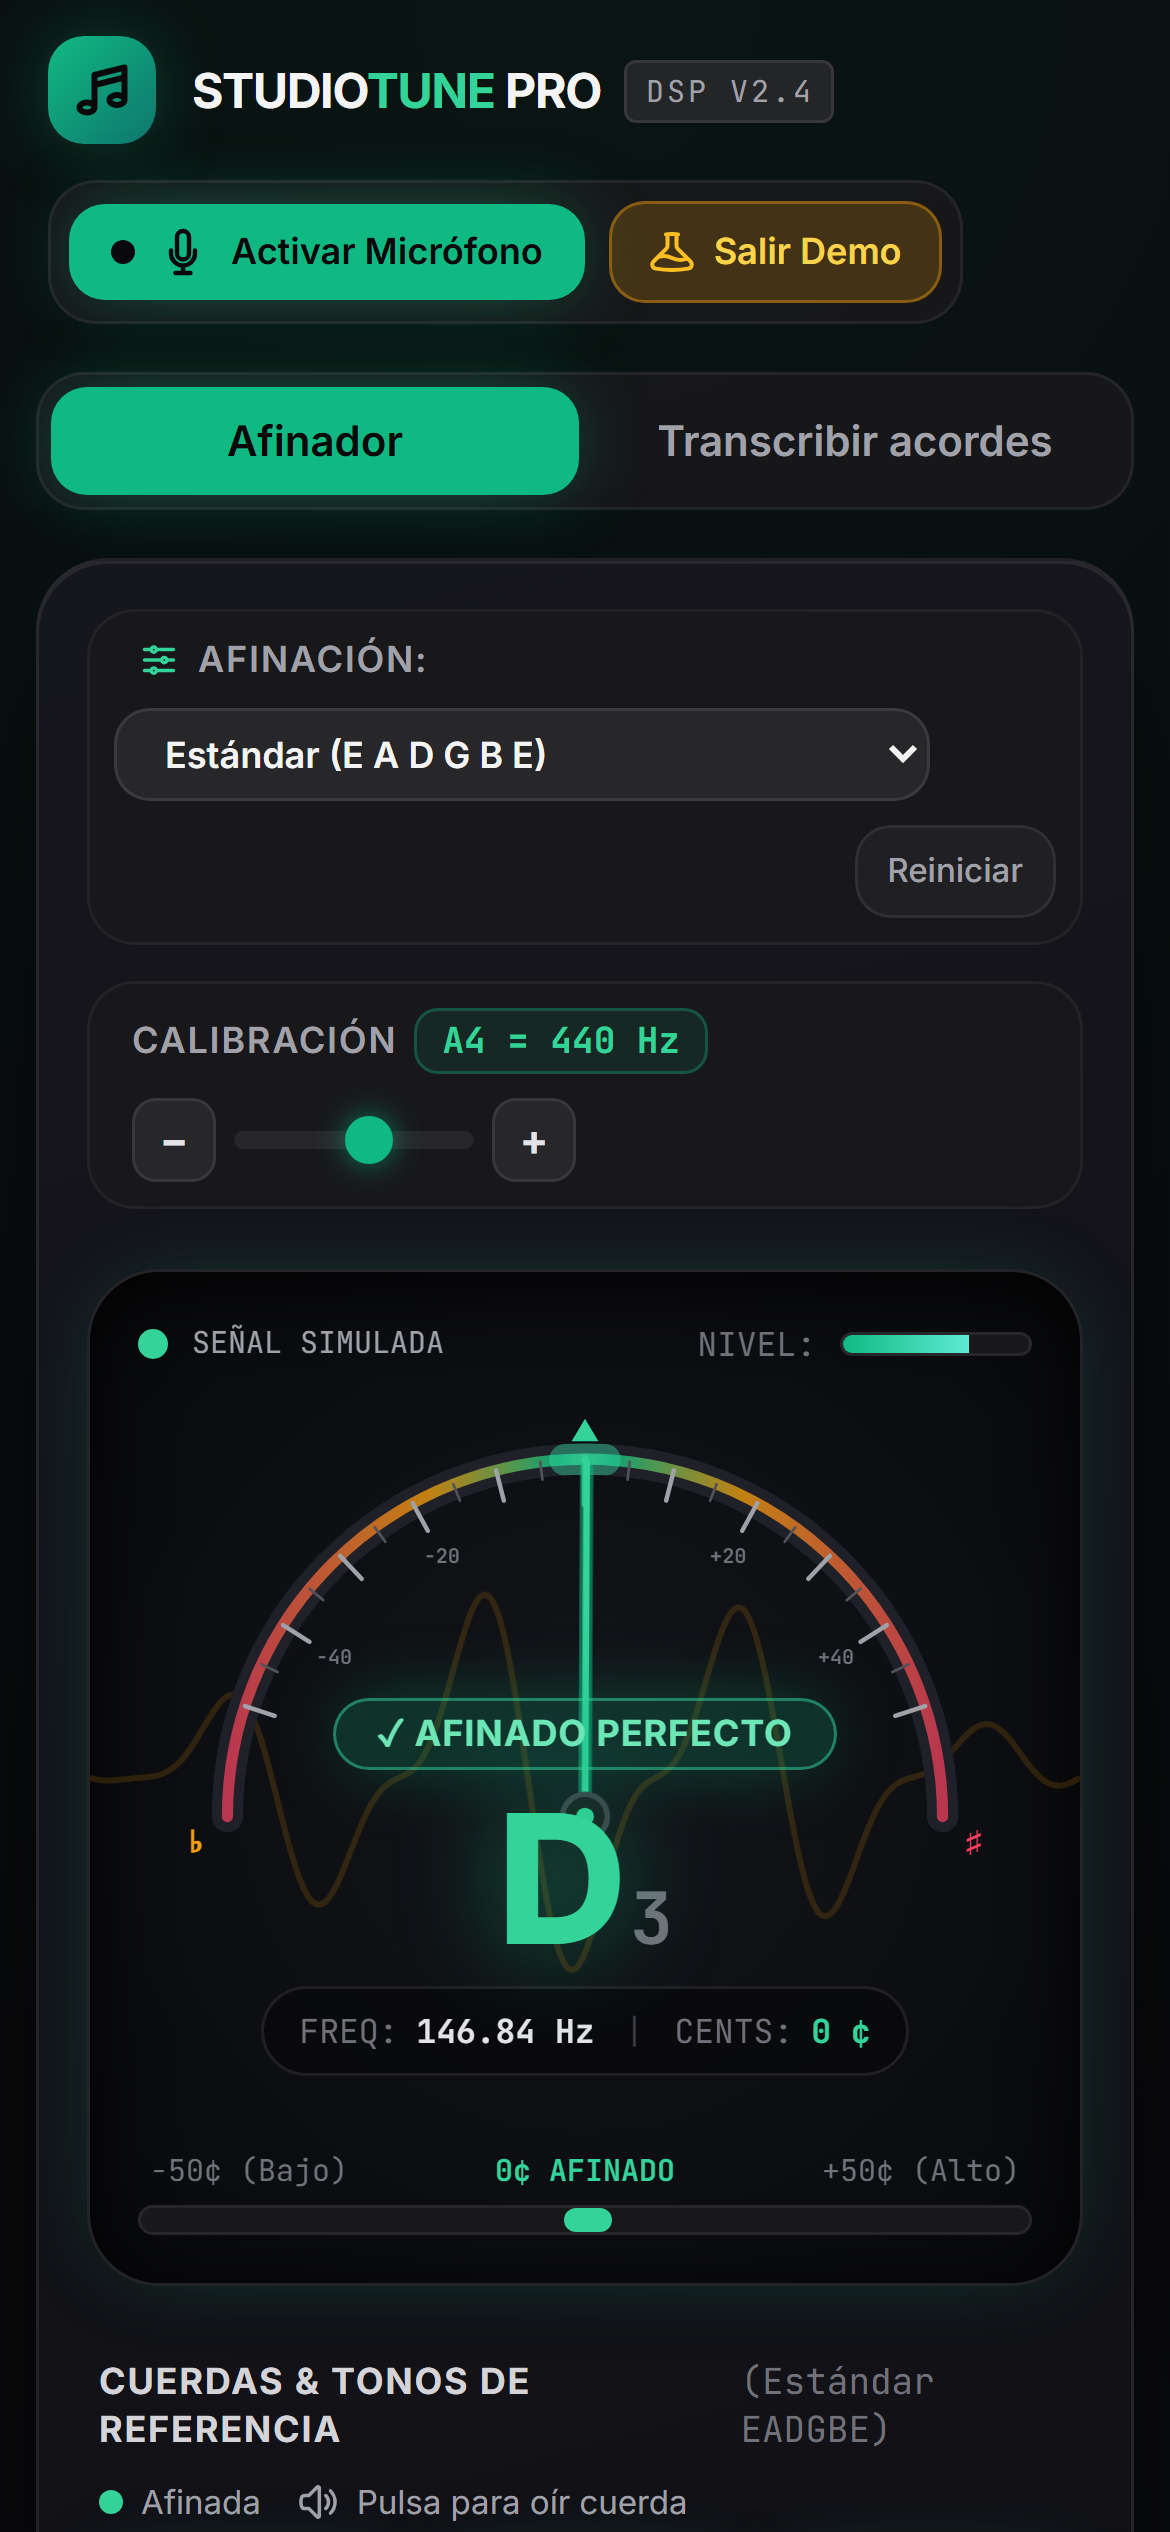 STUDIOTUNE PRO DSP V2.4
Activar Micrófono Salir Demo
Afinador Transcribir acordes
AFINACIÓN:
Estándar (E A D G B E)
Reiniciar
CALIBRACIÓN A4 = 440 Hz
− +
SEÑAL SIMULADA NIVEL:
-20 +20
-40 +40
✓ AFINADO PERFECTO
♭ ♯
D3
FREQ: 146.84 Hz | CENTS: 0 ¢
-50¢ (Bajo) 0¢ AFINADO +50¢ (Alto)
CUERDAS & TONOS DE REFERENCIA
(Estándar EADGBE)
Afinada Pulsa para oír cuerda